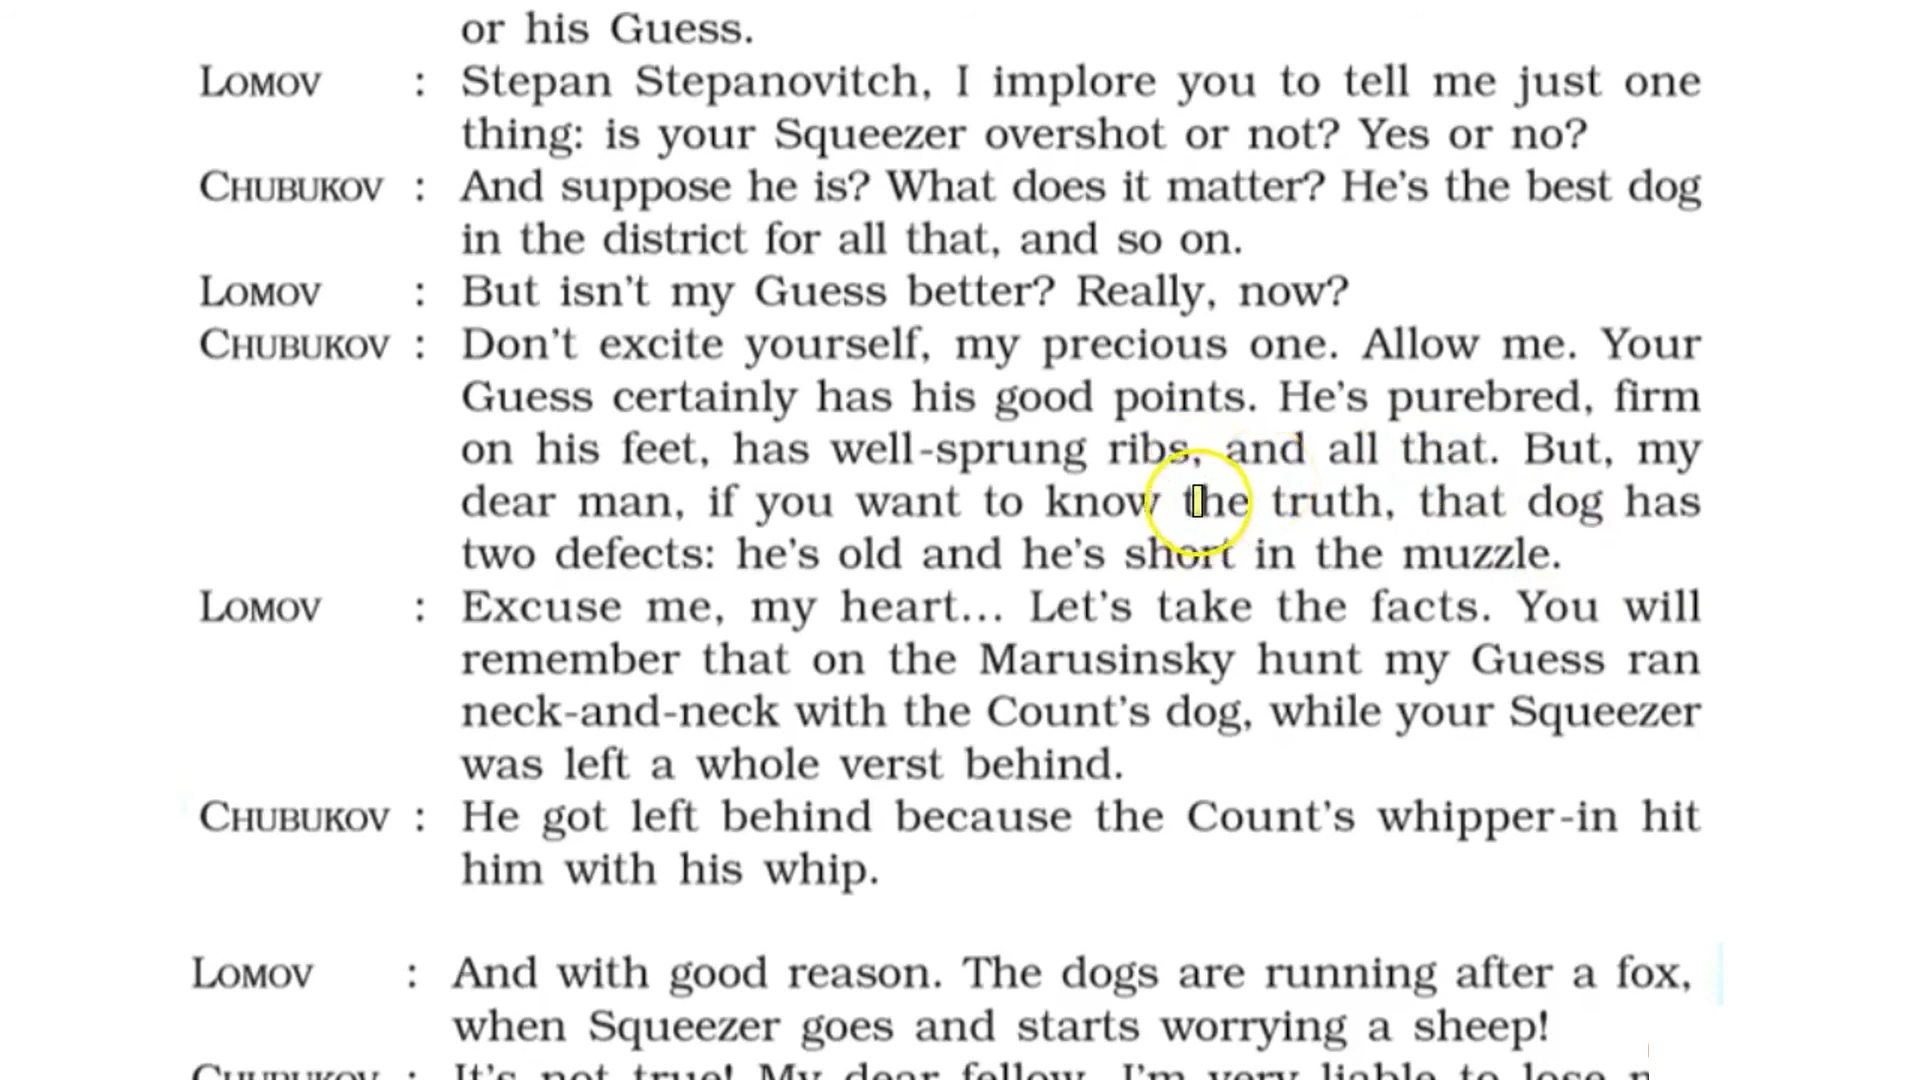 or his Guess.
LOMOV : Stepan Stepanovitch, I implore you to tell me just one
thing: is your Squeezer overshot or not? Yes or no?
CHUBUKOV : And suppose he is? What does it matter? He's the best dog
in the district for all that, and so on.
LOMOV : But isn't my Guess better? Really, now?
CHUBUKOV : Don't excite yourself, my precious one. Allow me. Your
Guess certainly has his good points. He's purebred, firm
on his feet, has well-sprung ribs, and all that. But, my
dear man, if you want to know the truth, that dog has
two defects: he's old and he's short in the muzzle.
LOMOV : Excuse me, my heart... Let's take the facts. You will
remember that on the Marusinsky hunt my Guess ran
neck-and-neck with the Count's dog, while your Squeezer
was left a whole verst behind.
CHUBUKOV : He got left behind because the Count's whipper-in hit
him with his whip.
LOMOV : And with good reason. The dogs are running after a fox,
when Squeezer goes and starts worrying a sheep!
CHUBUKOV : It's not true! My dear fellow, I'm very liable to lose